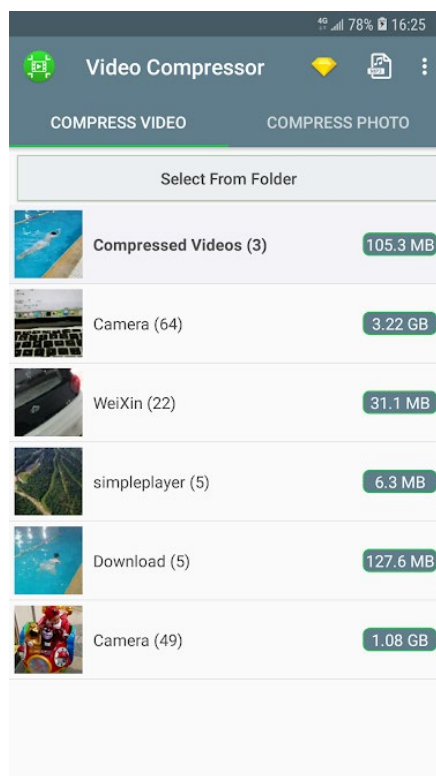 4G 78% 16:25
Video Compressor MP3
COMPRESS VIDEO COMPRESS PHOTO
Select From Folder
Compressed Videos (3) 105.3 MB
Camera (64) 3.22 GB
WeiXin (22) 31.1 MB
simpleplayer (5) 6.3 MB
Download (5) 127.6 MB
Camera (49) 1.08 GB